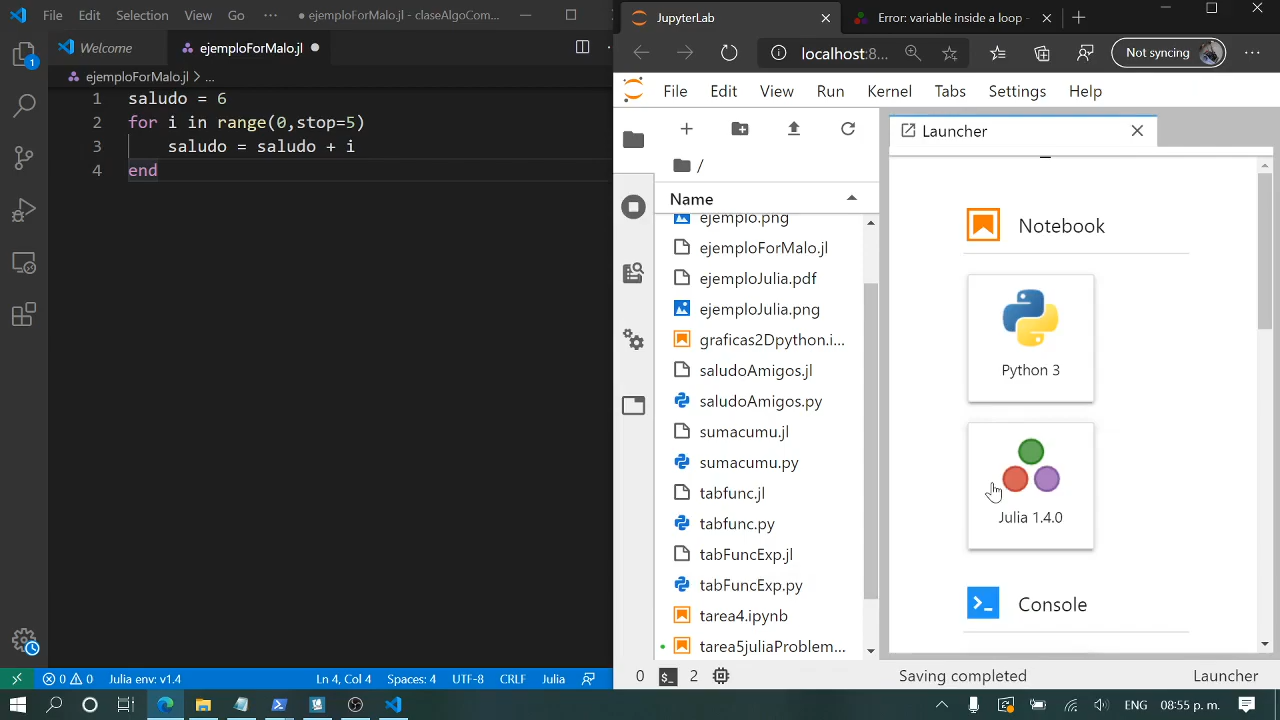 File Edit Selection View Go ··· ● ejemploForMalo.jl - claseAlgoCom...
Welcome ejemploForMalo.jl ●
ejemploForMalo.jl > ...
1 saludo = 6
2 for i in range(0,stop=5)
3 saludo = saludo + i
4 end
1
0 0 Julia env: v1.4 Ln 4, Col 4 Spaces: 4 UTF-8 CRLF Julia
JupyterLab
Error: variable inside a loop -
localhost:8...
Not syncing
File Edit View Run Kernel Tabs Settings Help
/
Name
ejemplo.png
ejemploForMalo.jl
ejemploJulia.pdf
ejemploJulia.png
graficas2Dpython.i...
saludoAmigos.jl
saludoAmigos.py
sumacumu.jl
sumacumu.py
tabfunc.jl
tabfunc.py
tabFuncExp.jl
tabFuncExp.py
tarea4.ipynb
tarea5juliaProblem...
Launcher
Notebook
Python 3
Julia 1.4.0
Console
0 $_ 2 Saving completed Launcher
08:55 p. m.